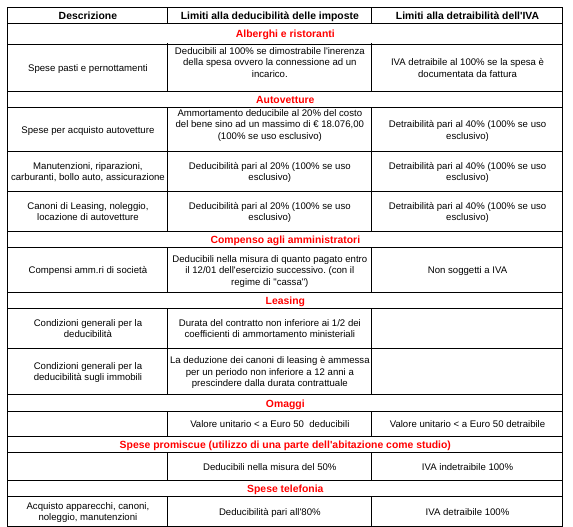 Descrizione
Limiti alla deducibilità delle imposte
Limiti alla detraibilità dell'IVA
Alberghi e ristoranti
Spese pasti e pernottamenti
Deducibili al 100% se dimostrabile l'inerenza
della spesa ovvero la connessione ad un
incarico.
IVA detraibile al 100% se la spesa è
documentata da fattura
Autovetture
Spese per acquisto autovetture
Ammortamento deducibile al 20% del costo
del bene sino ad un massimo di € 18.076,00
(100% se uso esclusivo)
Detraibilità pari al 40% (100% se uso
esclusivo)
Manutenzioni, riparazioni,
carburanti, bollo auto, assicurazione
Deducibilità pari al 20% (100% se uso
esclusivo)
Detraibilità pari al 40% (100% se uso
esclusivo)
Canoni di Leasing, noleggio,
locazione di autovetture
Deducibilità pari al 20% (100% se uso
esclusivo)
Detraibilità pari al 40% (100% se uso
esclusivo)
Compenso agli amministratori
Compensi amm.ri di società
Deducibili nella misura di quanto pagato entro
il 12/01 dell'esercizio successivo. (con il
regime di "cassa")
Non soggetti a IVA
Leasing
Condizioni generali per la
deducibilità
Durata del contratto non inferiore ai 1/2 dei
coefficienti di ammortamento ministeriali
Condizioni generali per la
deducibilità sugli immobili
La deduzione dei canoni di leasing è ammessa
per un periodo non inferiore a 12 anni a
prescindere dalla durata contrattuale
Omaggi
Valore unitario < a Euro 50 deducibili
Valore unitario < a Euro 50 detraibile
Spese promiscue (utilizzo di una parte dell'abitazione come studio)
Deducibili nella misura del 50%
IVA indetraibile 100%
Spese telefonia
Acquisto apparecchi, canoni,
noleggio, manutenzioni
Deducibilità pari all'80%
IVA detraibile 100%